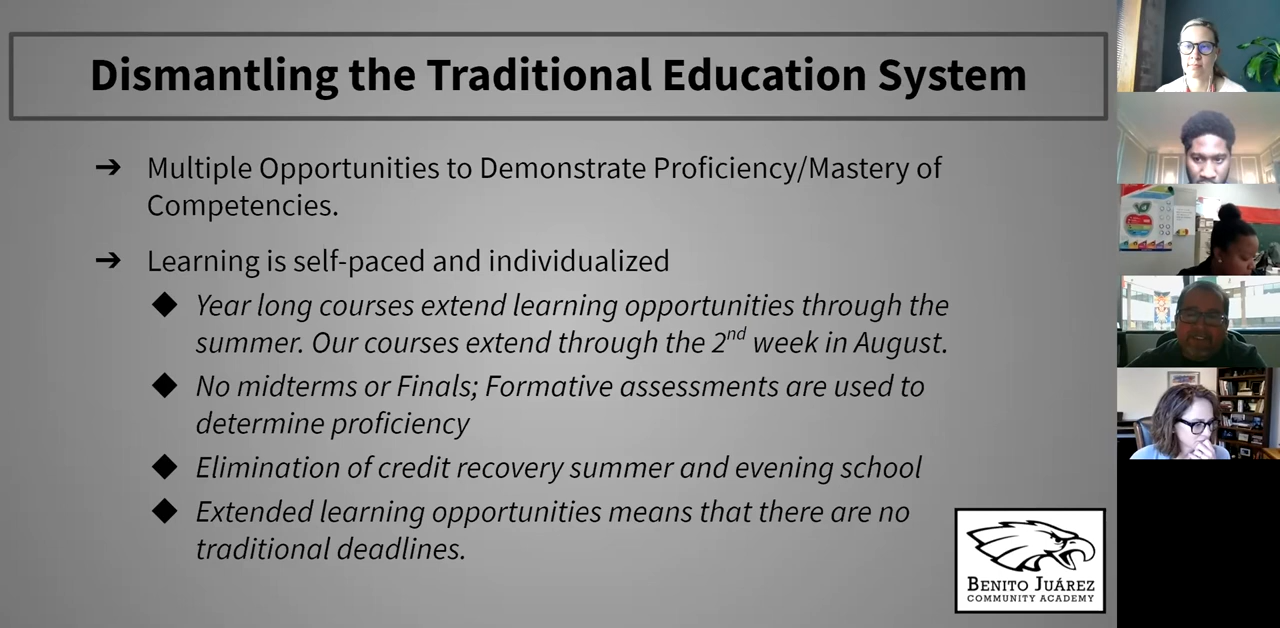 Dismantling the Traditional Education System
➔ Multiple Opportunities to Demonstrate Proficiency/Mastery of
Competencies.
➔ Learning is self-paced and individualized
◆ Year long courses extend learning opportunities through the
summer. Our courses extend through the 2nd week in August.
◆ No midterms or Finals; Formative assessments are used to
determine proficiency
◆ Elimination of credit recovery summer and evening school
◆ Extended learning opportunities means that there are no
traditional deadlines.
BENITO JUÁREZ
COMMUNITY ACADEMY